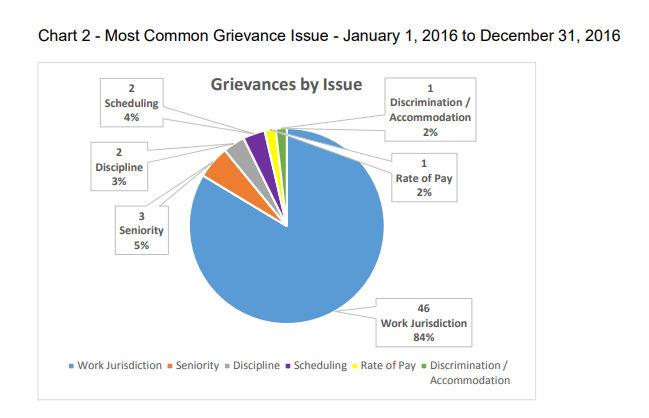 Chart 2 - Most Common Grievance Issue - January 1, 2016 to December 31, 2016
Grievances by Issue
2
Scheduling
4%
1
Discrimination /
Accommodation
2%
2
Discipline
3%
1
Rate of Pay
2%
3
Seniority
5%
46
Work Jurisdiction
84%
Work Jurisdiction Seniority Discipline Scheduling Rate of Pay Discrimination /
Accommodation